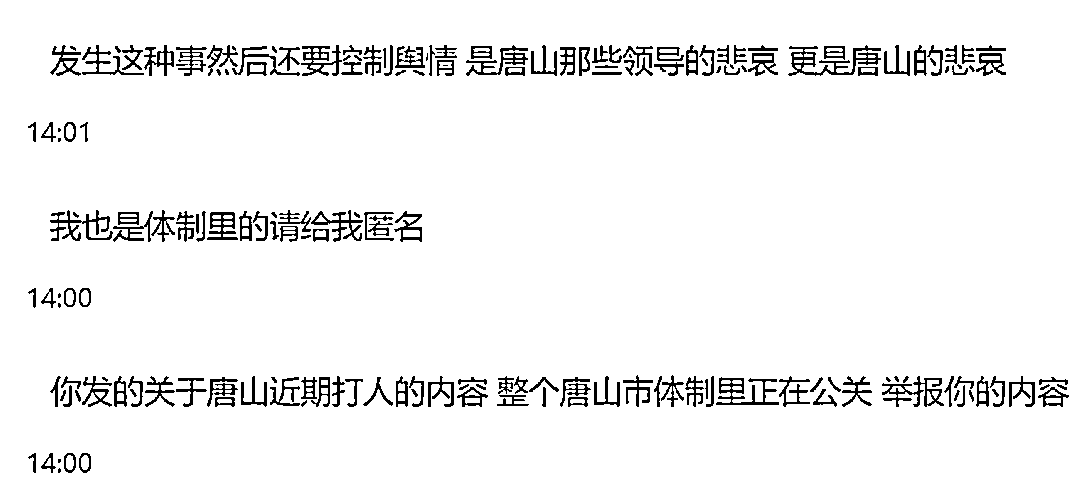 发生这种事然后还要控制舆情 是唐山那些领导的悲哀 更是唐山的悲哀
14:01
我也是体制里的请给我匿名
14:00
你发的关于唐山近期打人的内容 整个唐山市体制里正在公关 举报你的内容
14:00